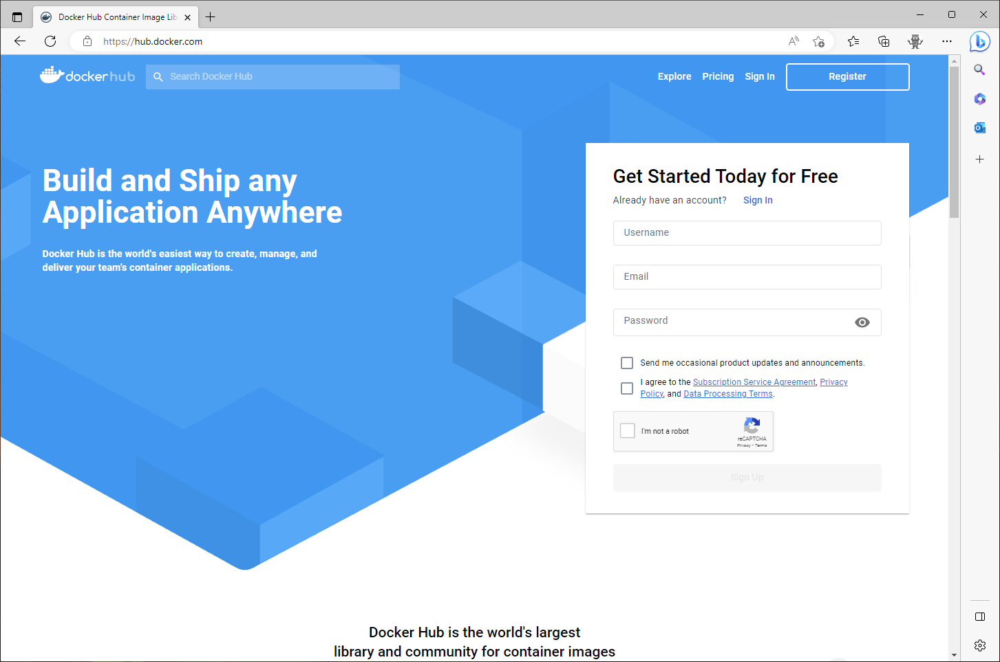 Docker Hub Container Image Lib
https://hub.docker.com
docker hub
Search Docker Hub
Explore
Pricing
Sign In
Register
Build and Ship any
Application Anywhere
Docker Hub is the world's easiest way to create, manage, and
deliver your team's container applications.
Get Started Today for Free
Already have an account? Sign In
Username
Email
Password
Send me occasional product updates and announcements.
I agree to the Subscription Service Agreement, Privacy
Policy, and Data Processing Terms.
I'm not a robot
reCAPTCHA
Privacy - Terms
Sign Up
Docker Hub is the world's largest
library and community for container images